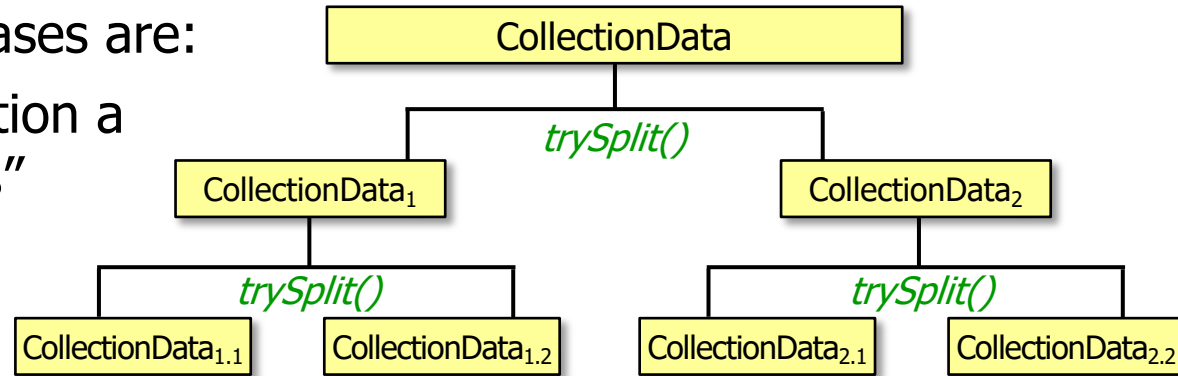 ases are:
CollectionData
tion a
trySplit()
”
CollectionData₁
CollectionData₂
trySplit()
trySplit()
CollectionData₁.₁
CollectionData₁.₂
CollectionData₂.₁
CollectionData₂.₂